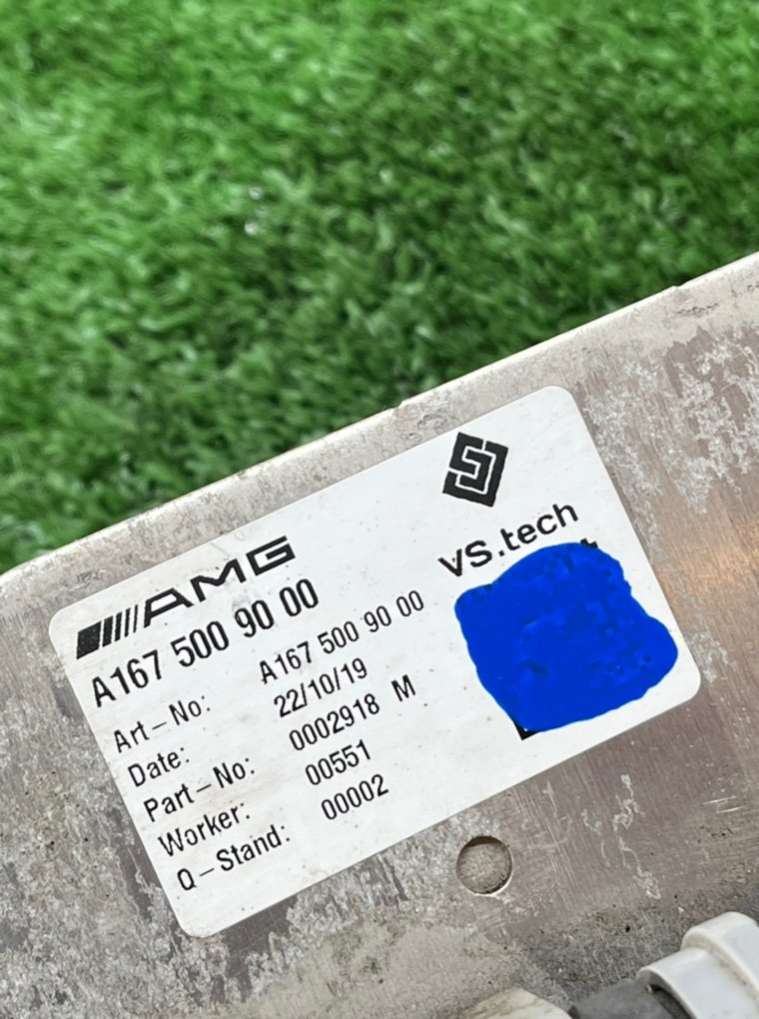 AMG
VS.tech
A167 500 90 00
Art-No: A167 500 90 00
Date: 22/10/19
Part-No: 0002918 M
Worker: 00551
Q-Stand: 00002